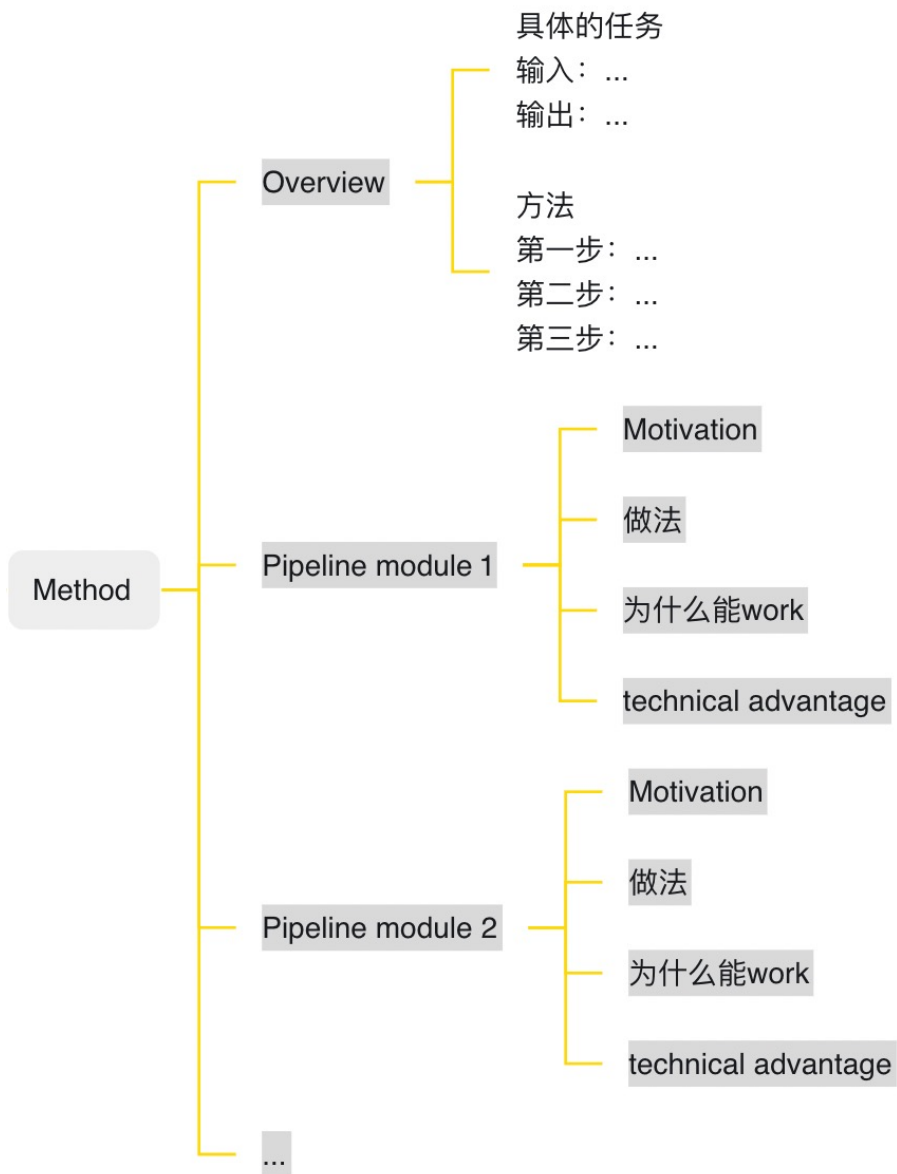 Method
Overview
具体的任务
输入：...
输出：...
方法
第一步：...
第二步：...
第三步：...
Pipeline module 1
Motivation
做法
为什么能work
technical advantage
Pipeline module 2
Motivation
做法
为什么能work
technical advantage
...